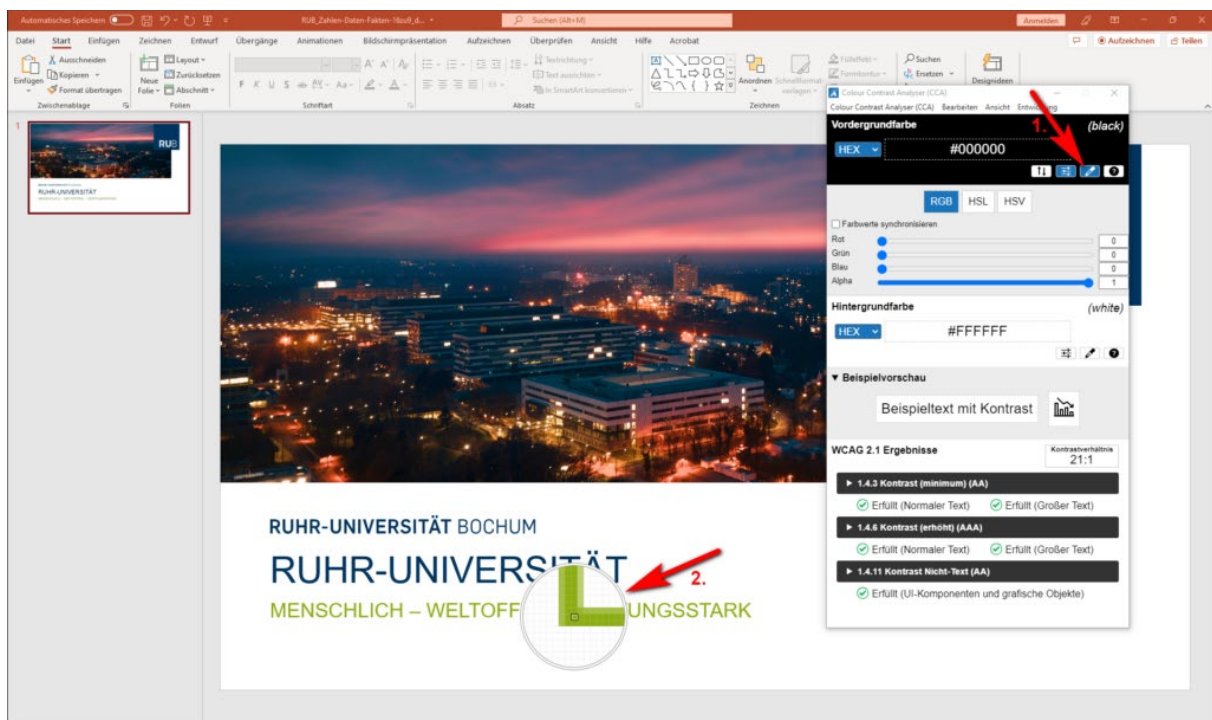 Automatisches Speichern
RUB_Zahlen-Daten-Fakten-16zu9_d...
Suchen (Alt+M)
Anmelden
Datei Start Einfügen Zeichnen Entwurf Übergänge Animationen Bildschirmpräsentation Aufzeichnen Überprüfen Ansicht Hilfe Acrobat
Aufzeichnen Teilen
Einfügen
Ausschneiden
Kopieren
Format übertragen
Zwischenablage
Neue Folie
Layout
Zurücksetzen
Abschnitt
Folien
F K U S
Schriftart
Textrichtung
Text ausrichten
In SmartArt konvertieren
Absatz
Anordnen
Zeichnen
Fülleffekt
Formkontur
Suchen
Ersetzen
Designideen
1
RUB
RUHR-UNIVERSITÄT
Colour Contrast Analyser (CCA)
Colour Contrast Analyser (CCA) Bearbeiten Ansicht Entwicklung
Vordergrundfarbe 1. (black)
HEX #000000
RGB HSL HSV
Farbwerte synchronisieren
Rot 0
Grün 0
Blau 0
Alpha 1
Hintergrundfarbe (white)
HEX #FFFFFF
▼ Beispielvorschau
Beispieltext mit Kontrast
WCAG 2.1 Ergebnisse
Kontrastverhältnis
21:1
▶ 1.4.3 Kontrast (minimum) (AA)
Erfüllt (Normaler Text) Erfüllt (Großer Text)
▶ 1.4.6 Kontrast (erhöht) (AAA)
Erfüllt (Normaler Text) Erfüllt (Großer Text)
▶ 1.4.11 Kontrast Nicht-Text (AA)
Erfüllt (UI-Komponenten und grafische Objekte)
RUHR-UNIVERSITÄT BOCHUM
RUHR-UNIVERSITÄT
2.
MENSCHLICH – WELTOFF UNGSSTARK